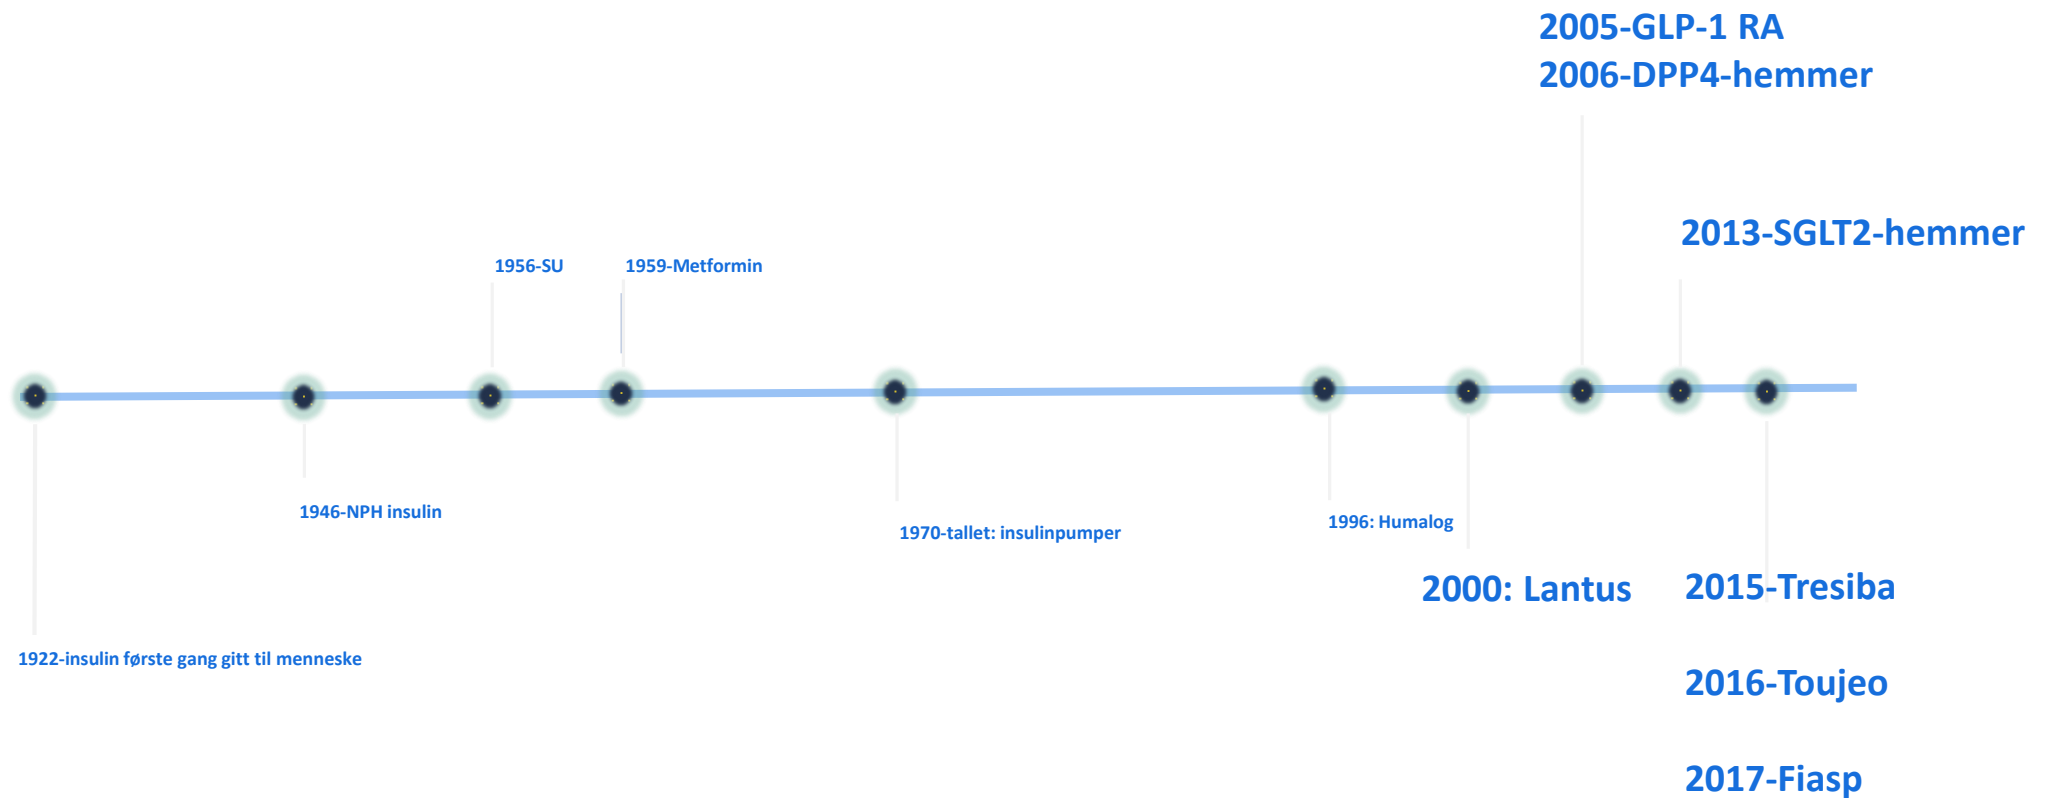 2005-GLP-1 RA
2006-DPP4-hemmer
2013-SGLT2-hemmer
1956-SU
1959-Metformin
1946-NPH insulin
1970-tallet: insulinpumper
1996: Humalog
2000: Lantus
2015-Tresiba
1922-insulin første gang gitt til menneske
2016-Toujeo
2017-Fiasp